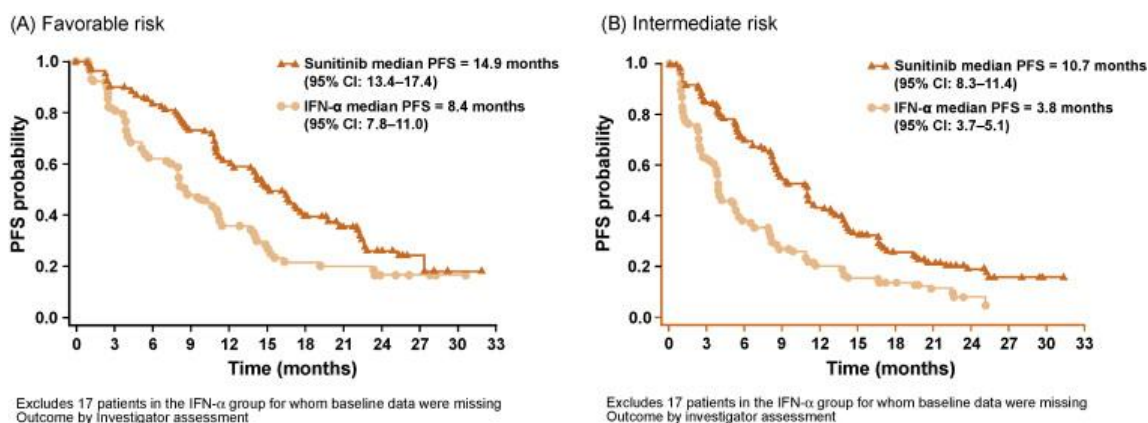 (A) Favorable risk
PFS probability
1.0
0.8
0.6
0.4
0.2
0.0
Sunitinib median PFS = 14.9 months
(95% CI: 13.4–17.4)
IFN-α median PFS = 8.4 months
(95% CI: 7.8–11.0)
0 3 6 9 12 15 18 21 24 27 30 33
Time (months)
Excludes 17 patients in the IFN-α group for whom baseline data were missing
Outcome by Investigator assessment
(B) Intermediate risk
PFS probability
1.0
0.8
0.6
0.4
0.2
0.0
Sunitinib median PFS = 10.7 months
(95% CI: 8.3–11.4)
IFN-α median PFS = 3.8 months
(95% CI: 3.7–5.1)
0 3 6 9 12 15 18 21 24 27 30 33
Time (months)
Excludes 17 patients in the IFN-α group for whom baseline data were missing
Outcome by investigator assessment